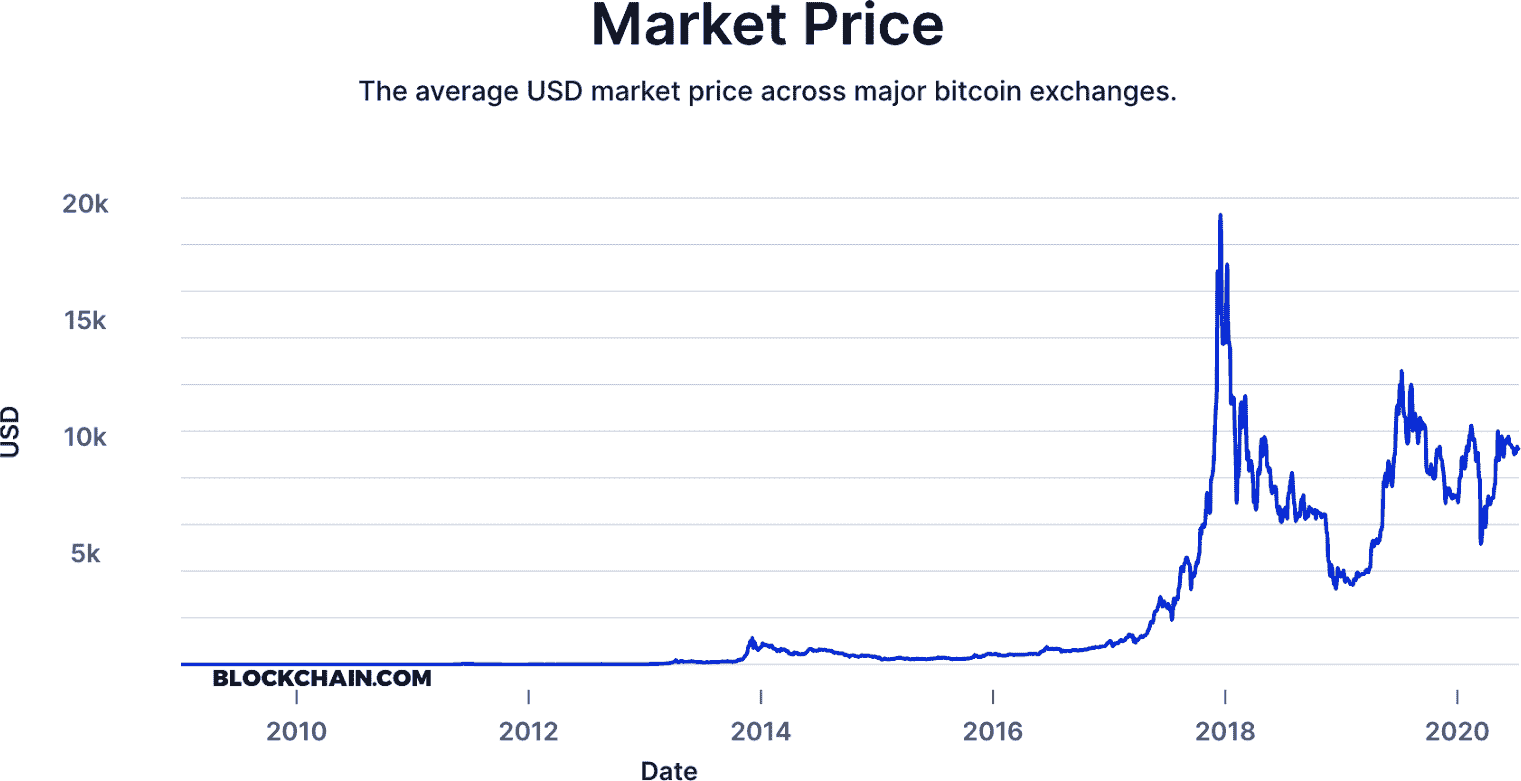 Market Price
The average USD market price across major bitcoin exchanges.
20k
15k
10k
5k
USD
BLOCKCHAIN.COM
2010 2012 2014 2016 2018 2020
Date